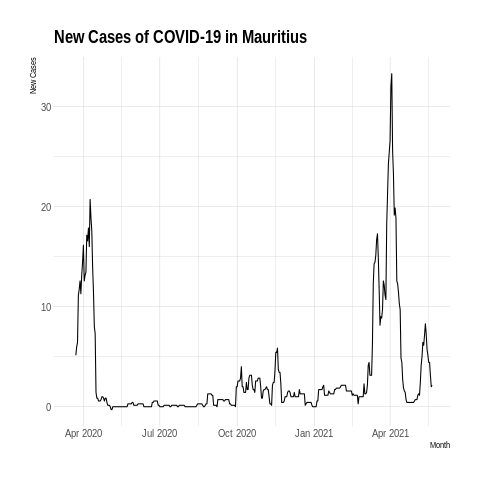 New Cases of COVID-19 in Mauritius
New Cases
30
20
10
0
Apr 2020 Jul 2020 Oct 2020 Jan 2021 Apr 2021
Month